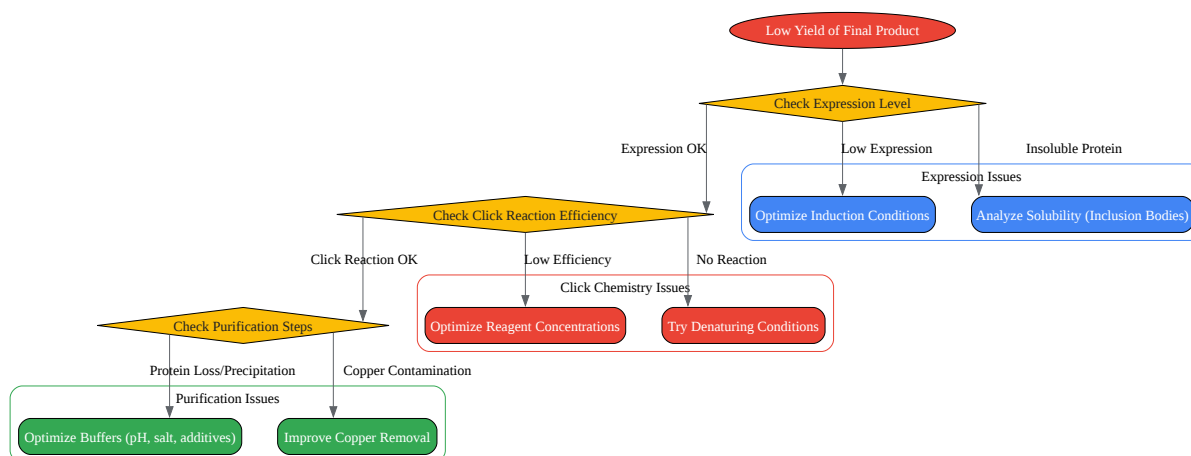 Low Yield of Final Product
Check Expression Level
Expression OK
Low Expression
Insoluble Protein
Expression Issues
Optimize Induction Conditions
Analyze Solubility (Inclusion Bodies)
Check Click Reaction Efficiency
Click Reaction OK
Low Efficiency
No Reaction
Click Chemistry Issues
Optimize Reagent Concentrations
Try Denaturing Conditions
Check Purification Steps
Protein Loss/Precipitation
Copper Contamination
Purification Issues
Optimize Buffers (pH, salt, additives)
Improve Copper Removal